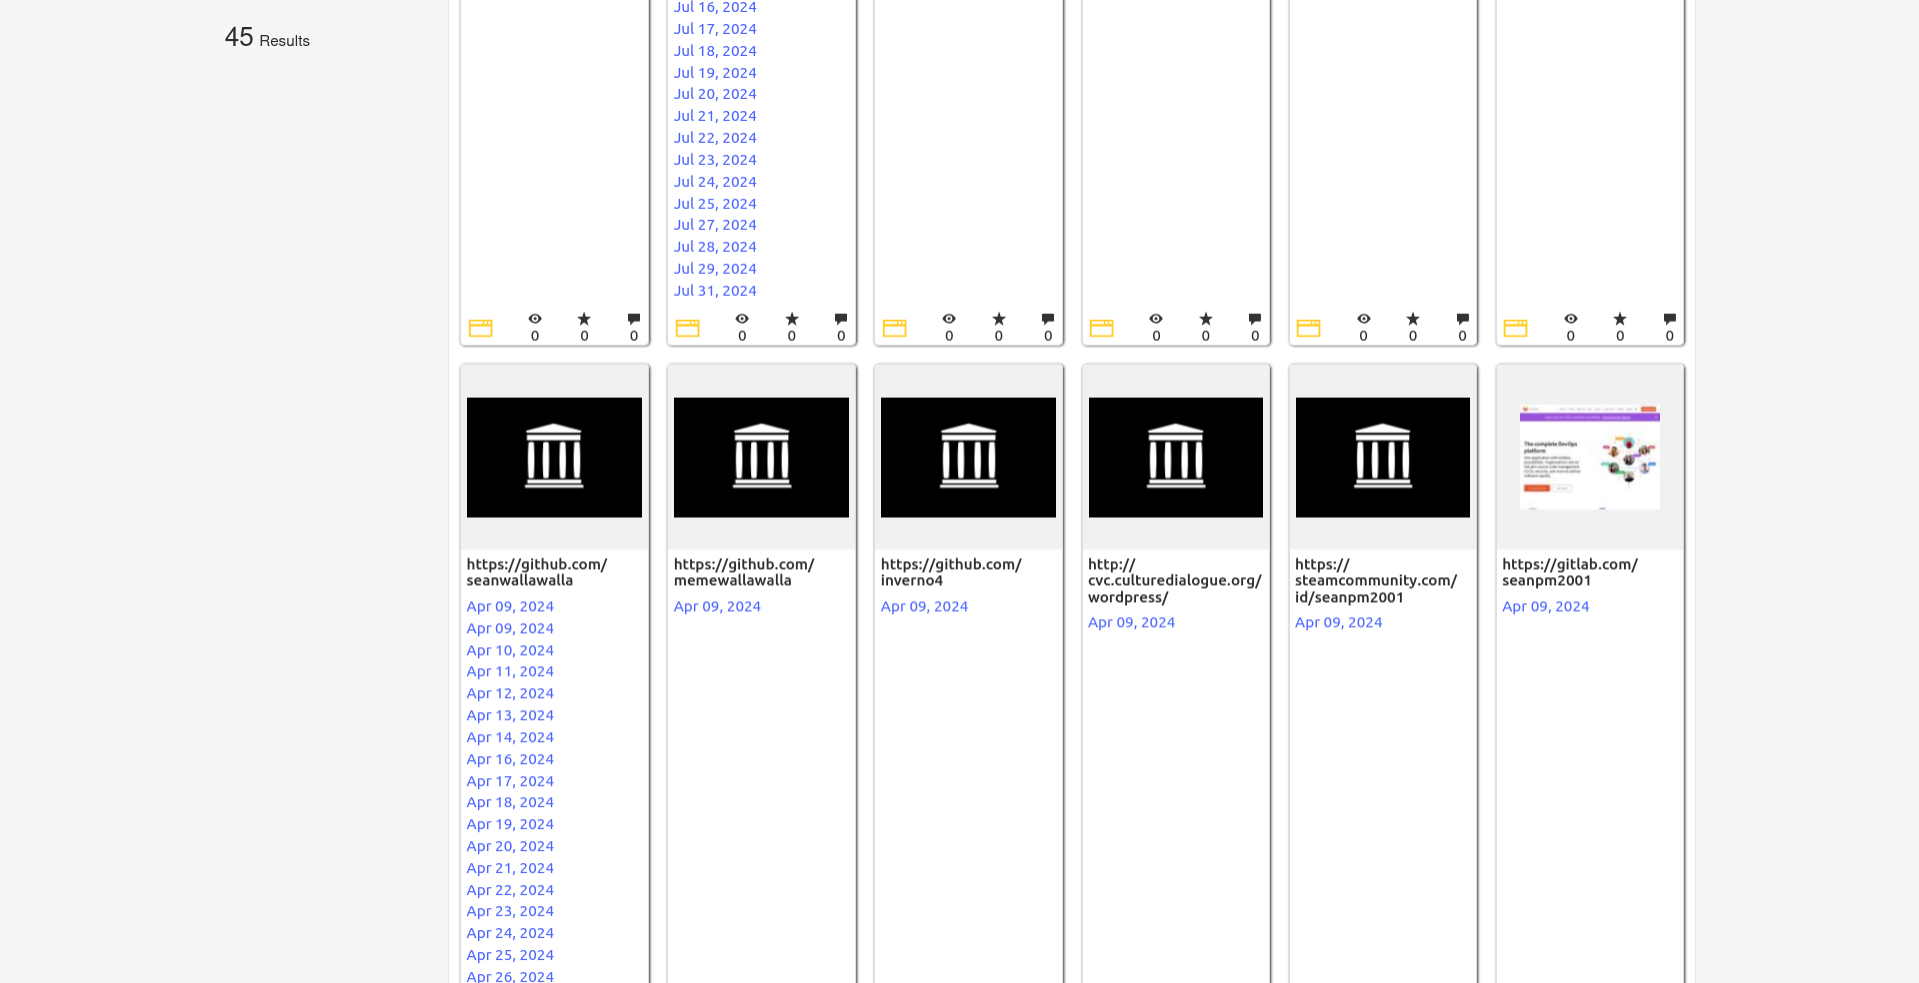 45 Results
Jul 16, 2024
Jul 17, 2024
Jul 18, 2024
Jul 19, 2024
Jul 20, 2024
Jul 21, 2024
Jul 22, 2024
Jul 23, 2024
Jul 24, 2024
Jul 25, 2024
Jul 27, 2024
Jul 28, 2024
Jul 29, 2024
Jul 31, 2024
0 0 0
0 0 0
0 0 0
0 0 0
0 0 0
0 0 0
https://github.com/
seanwallawalla
Apr 09, 2024
Apr 09, 2024
Apr 10, 2024
Apr 11, 2024
Apr 12, 2024
Apr 13, 2024
Apr 14, 2024
Apr 16, 2024
Apr 17, 2024
Apr 18, 2024
Apr 19, 2024
Apr 20, 2024
Apr 21, 2024
Apr 22, 2024
Apr 23, 2024
Apr 24, 2024
Apr 25, 2024
Apr 26, 2024
https://github.com/
memewallawalla
Apr 09, 2024
https://github.com/
inverno4
Apr 09, 2024
http://
cvc.culturedialogue.org/
wordpress/
Apr 09, 2024
https://
steamcommunity.com/
id/seanpm2001
Apr 09, 2024
The complete DevOps
platform
https://gitlab.com/
seanpm2001
Apr 09, 2024